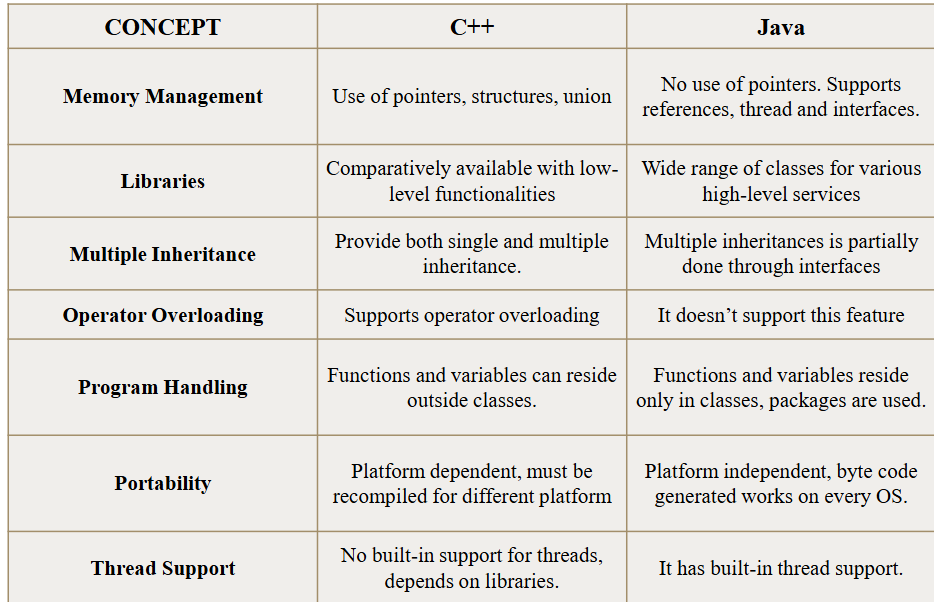 CONCEPT
C++
Java
Memory Management
Use of pointers, structures, union
No use of pointers. Supports
references, thread and interfaces.
Libraries
Comparatively available with low-
level functionalities
Wide range of classes for various
high-level services
Multiple Inheritance
Provide both single and multiple
inheritance.
Multiple inheritances is partially
done through interfaces
Operator Overloading
Supports operator overloading
It doesn’t support this feature
Program Handling
Functions and variables can reside
outside classes.
Functions and variables reside
only in classes, packages are used.
Portability
Platform dependent, must be
recompiled for different platform
Platform independent, byte code
generated works on every OS.
Thread Support
No built-in support for threads,
depends on libraries.
It has built-in thread support.